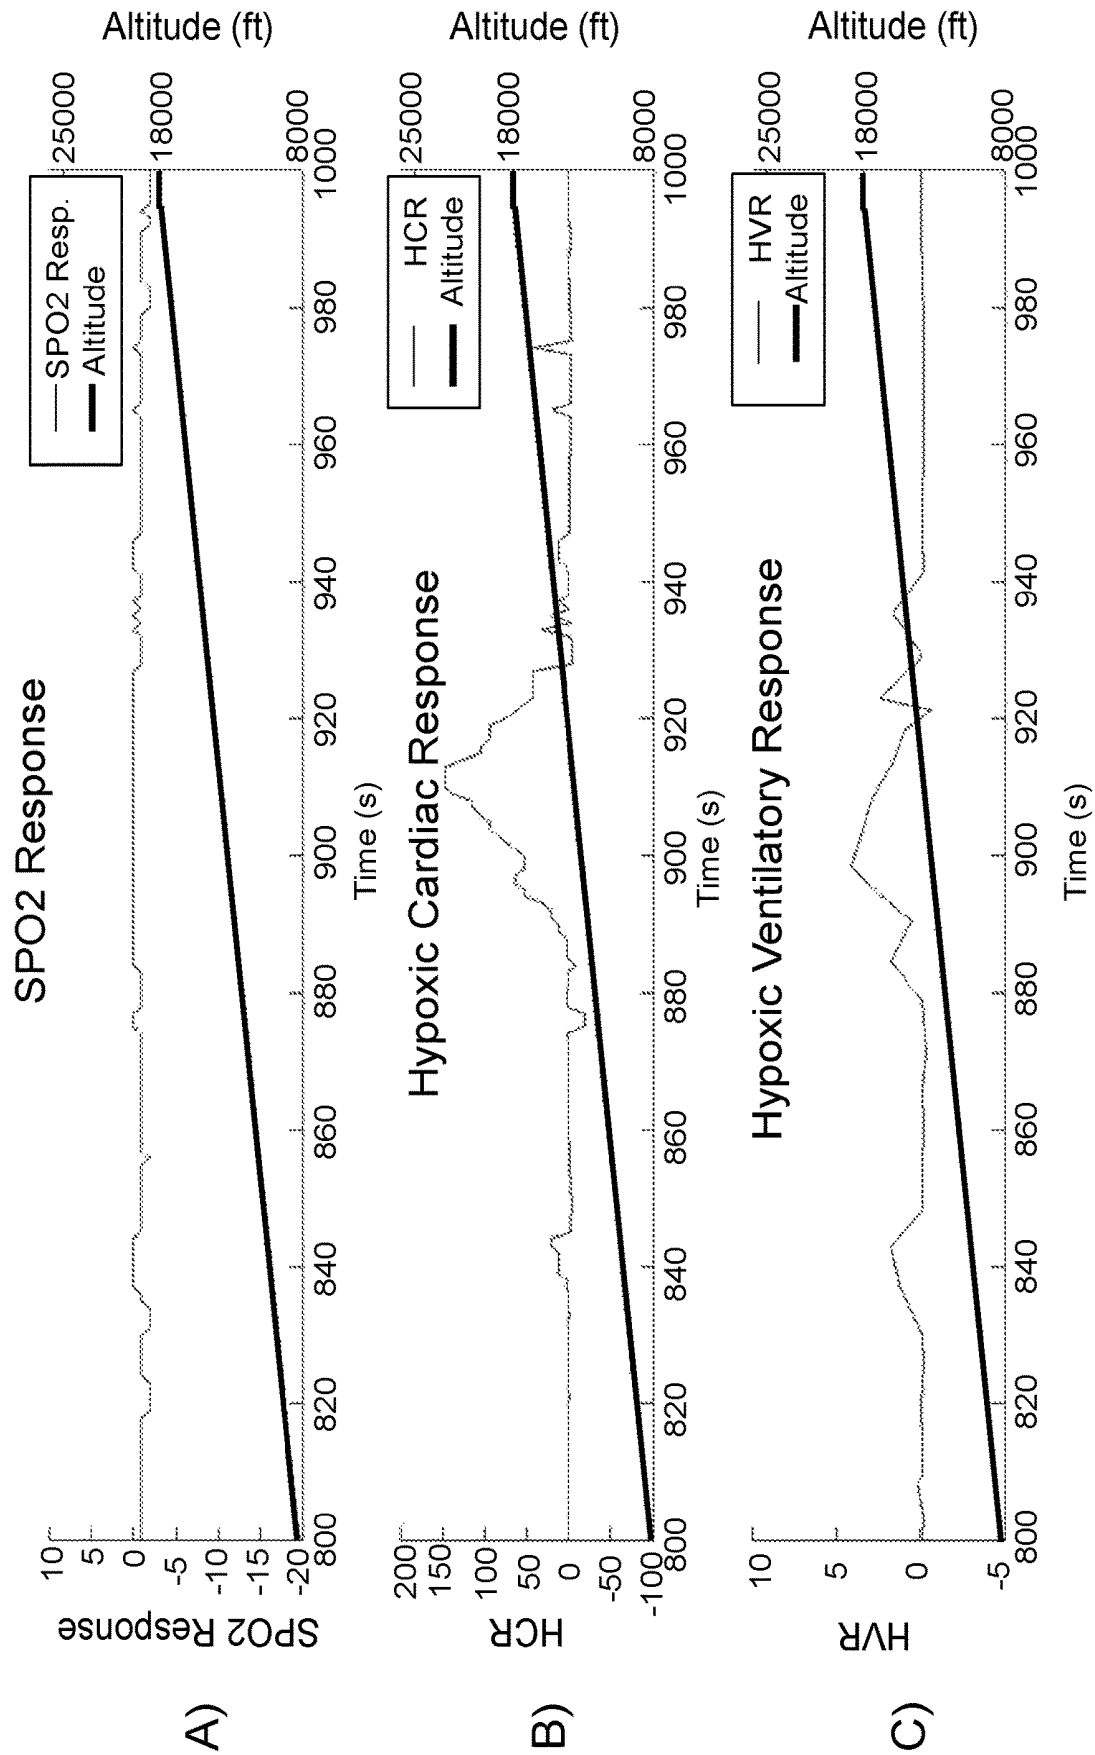 A)
SPO2 Response
SPO2 Response
10
5
0
-5
-10
-15
-20
800
820
840
860
880
900
920
940
960
980
1000
Time (s)
SPO2 Resp.
Altitude
25000
18000
8000
Altitude (ft)
B)
Hypoxic Cardiac Response
HCR
200
150
100
50
0
-50
-100
800
820
840
860
880
900
920
940
960
980
1000
Time (s)
HCR
Altitude
25000
18000
8000
Altitude (ft)
C)
Hypoxic Ventilatory Response
HVR
10
5
0
-5
800
820
840
860
880
900
920
940
960
980
1000
Time (s)
HVR
Altitude
25000
18000
8000
Altitude (ft)